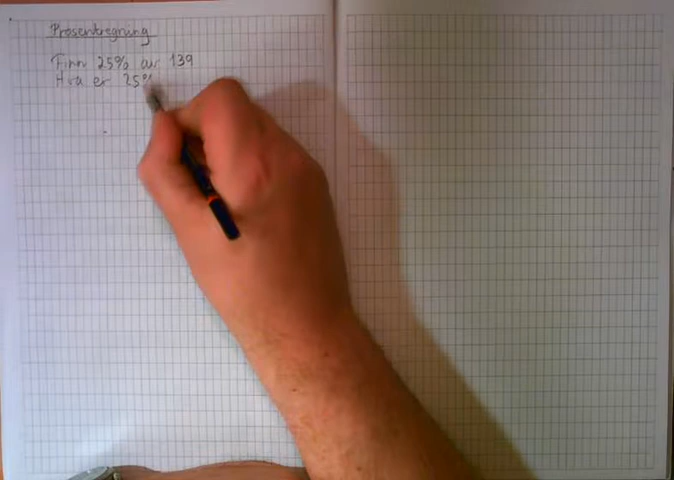 Prosentregning
Finn 25% av 139
Hva er 25%